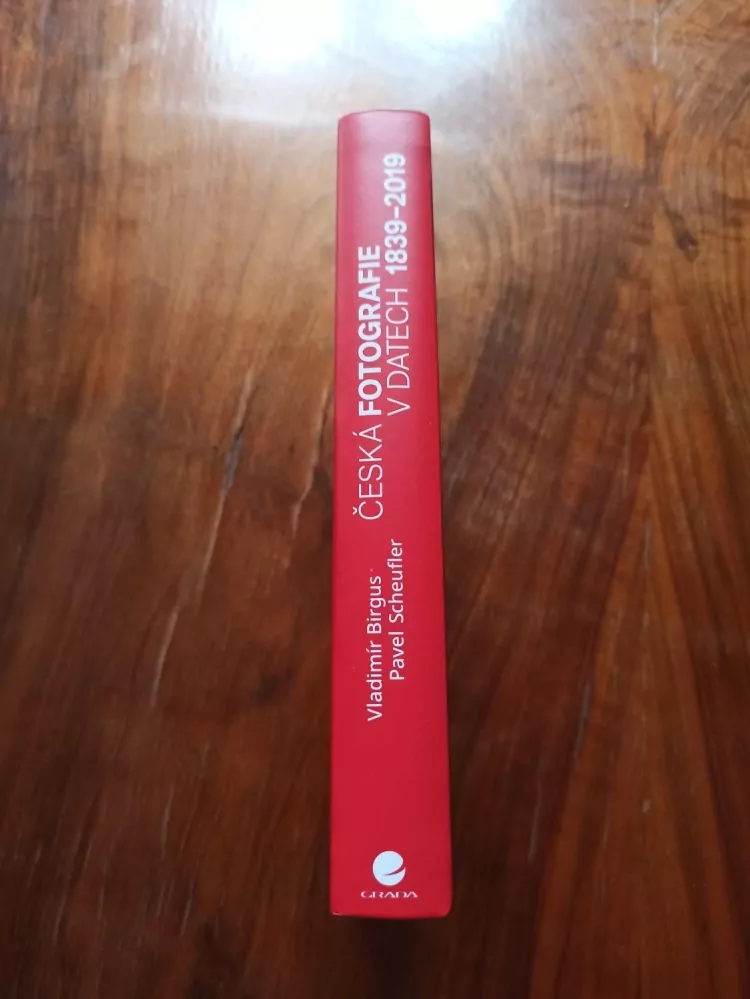 Vladimír Birgus
Pavel Scheufler
ČESKÁ FOTOGRAFIE
V DATECH 1839–2019
GRADA